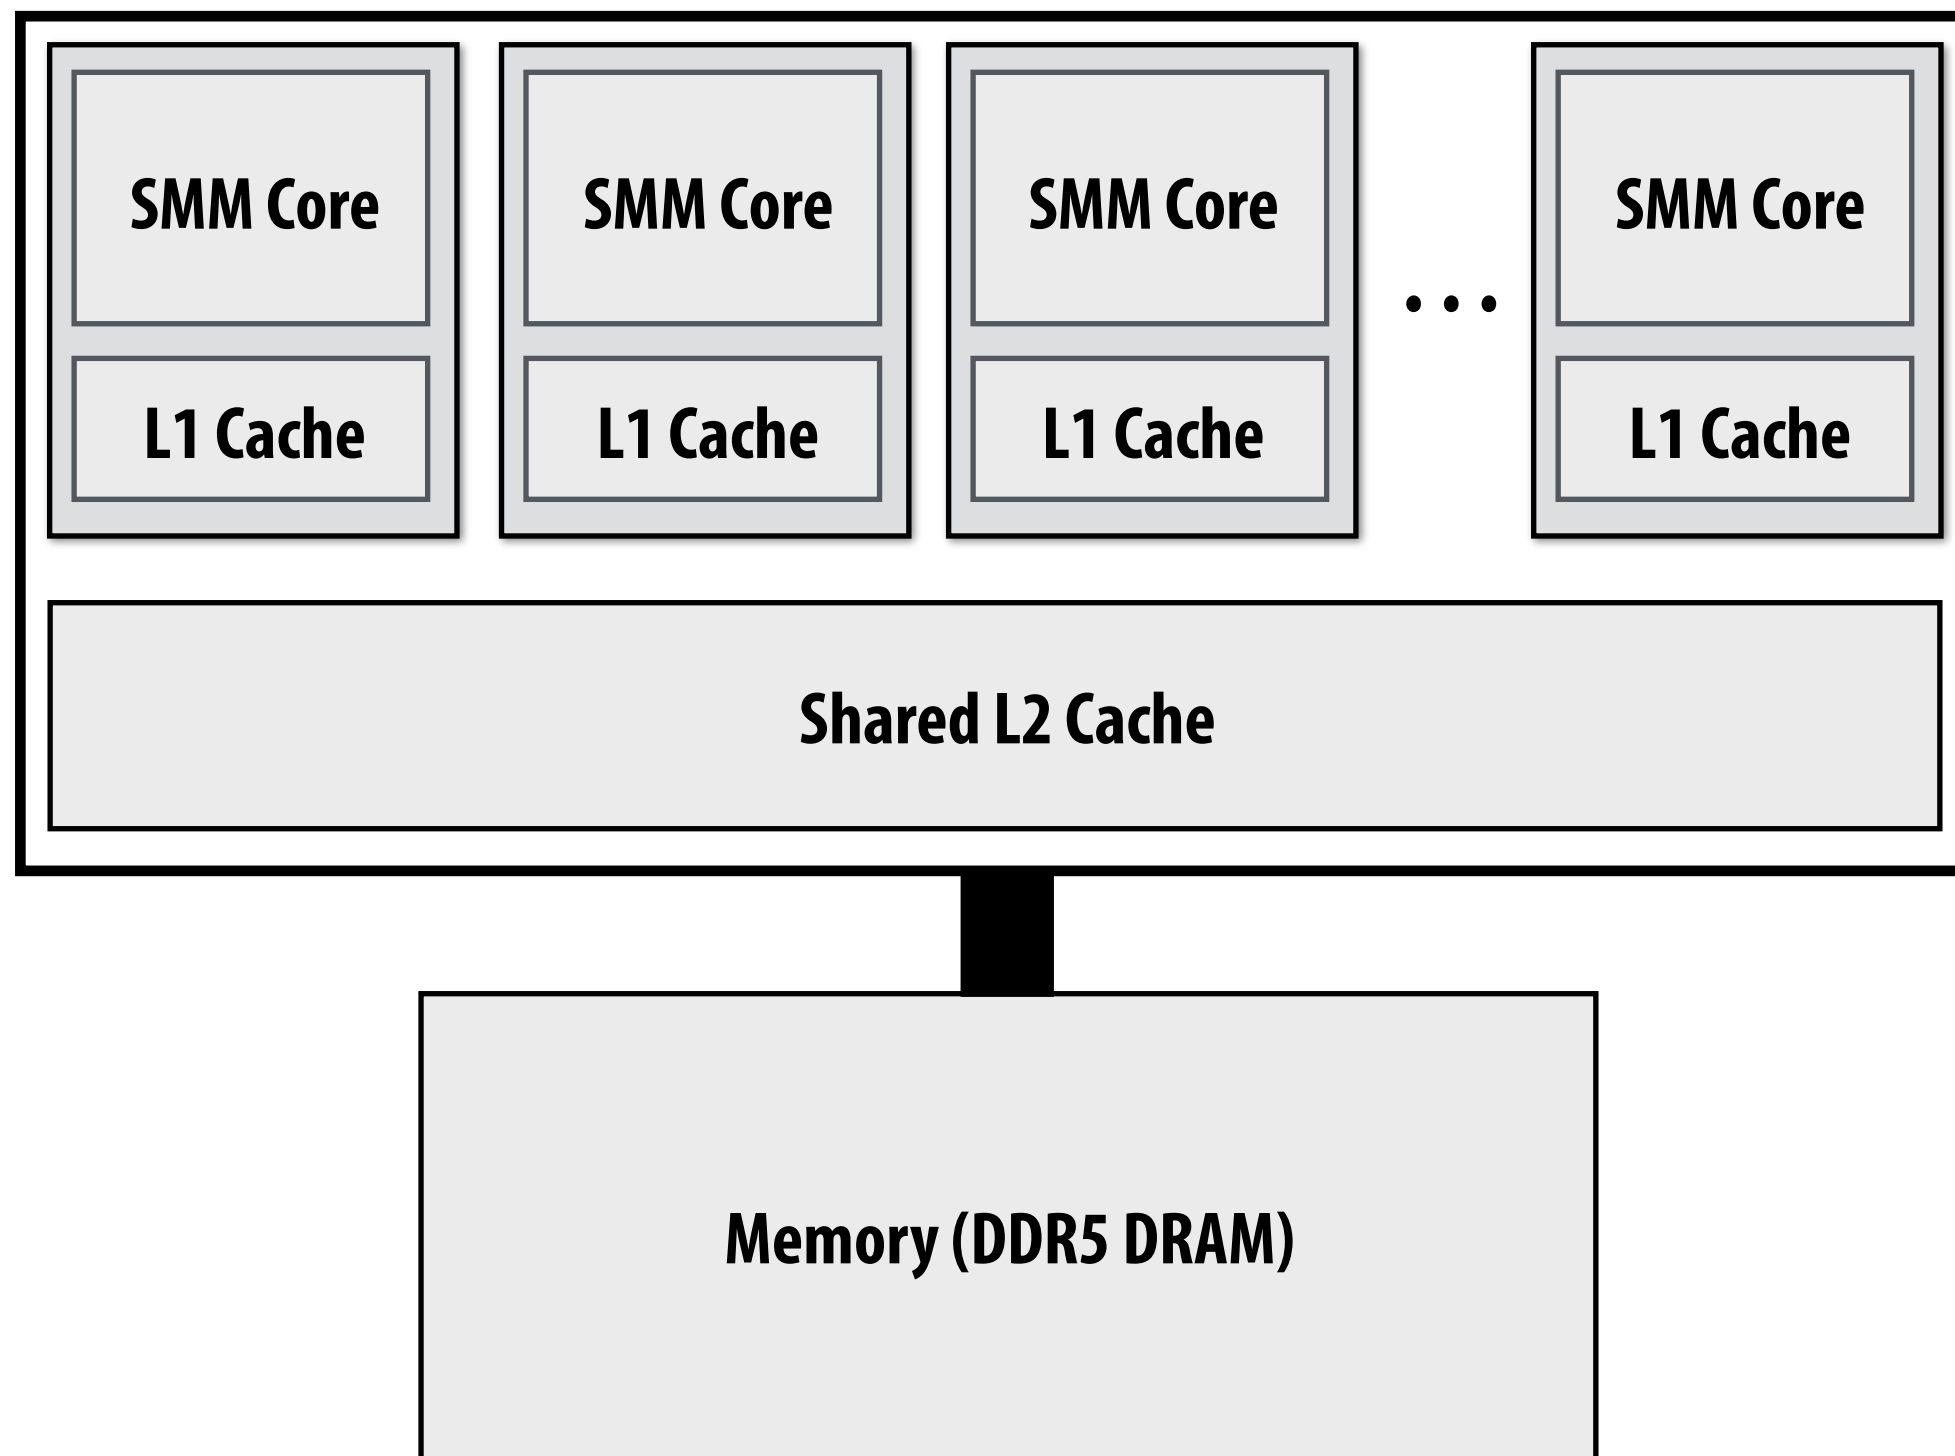 SMM Core
SMM Core
SMM Core
SMM Core
...
L1 Cache
L1 Cache
L1 Cache
L1 Cache
Shared L2 Cache
Memory (DDR5 DRAM)